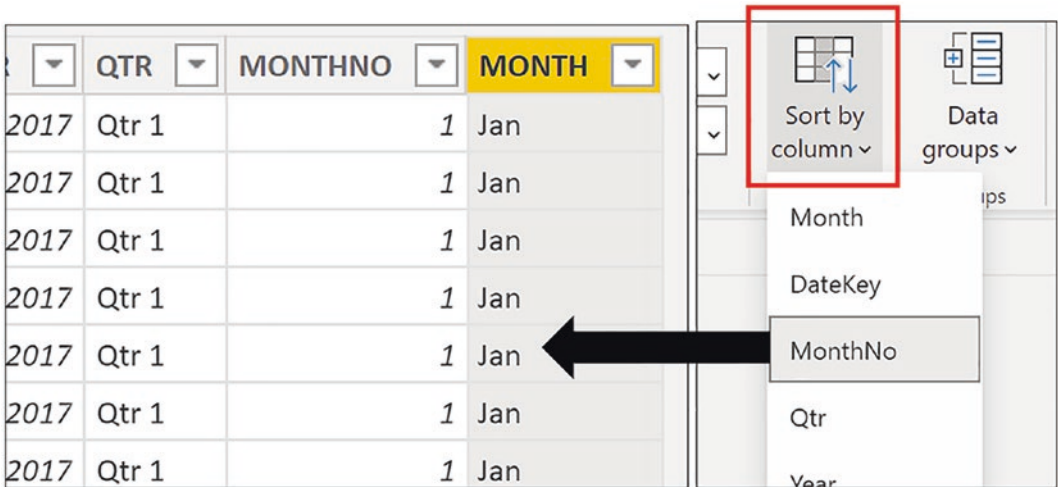 QTR MONTHNO MONTH
2017 Qtr 1 1 Jan
2017 Qtr 1 1 Jan
2017 Qtr 1 1 Jan
2017 Qtr 1 1 Jan
2017 Qtr 1 1 Jan
2017 Qtr 1 1 Jan
2017 Qtr 1 1 Jan
Sort by
column
Data
groups
Month
DateKey
MonthNo
Qtr
Year